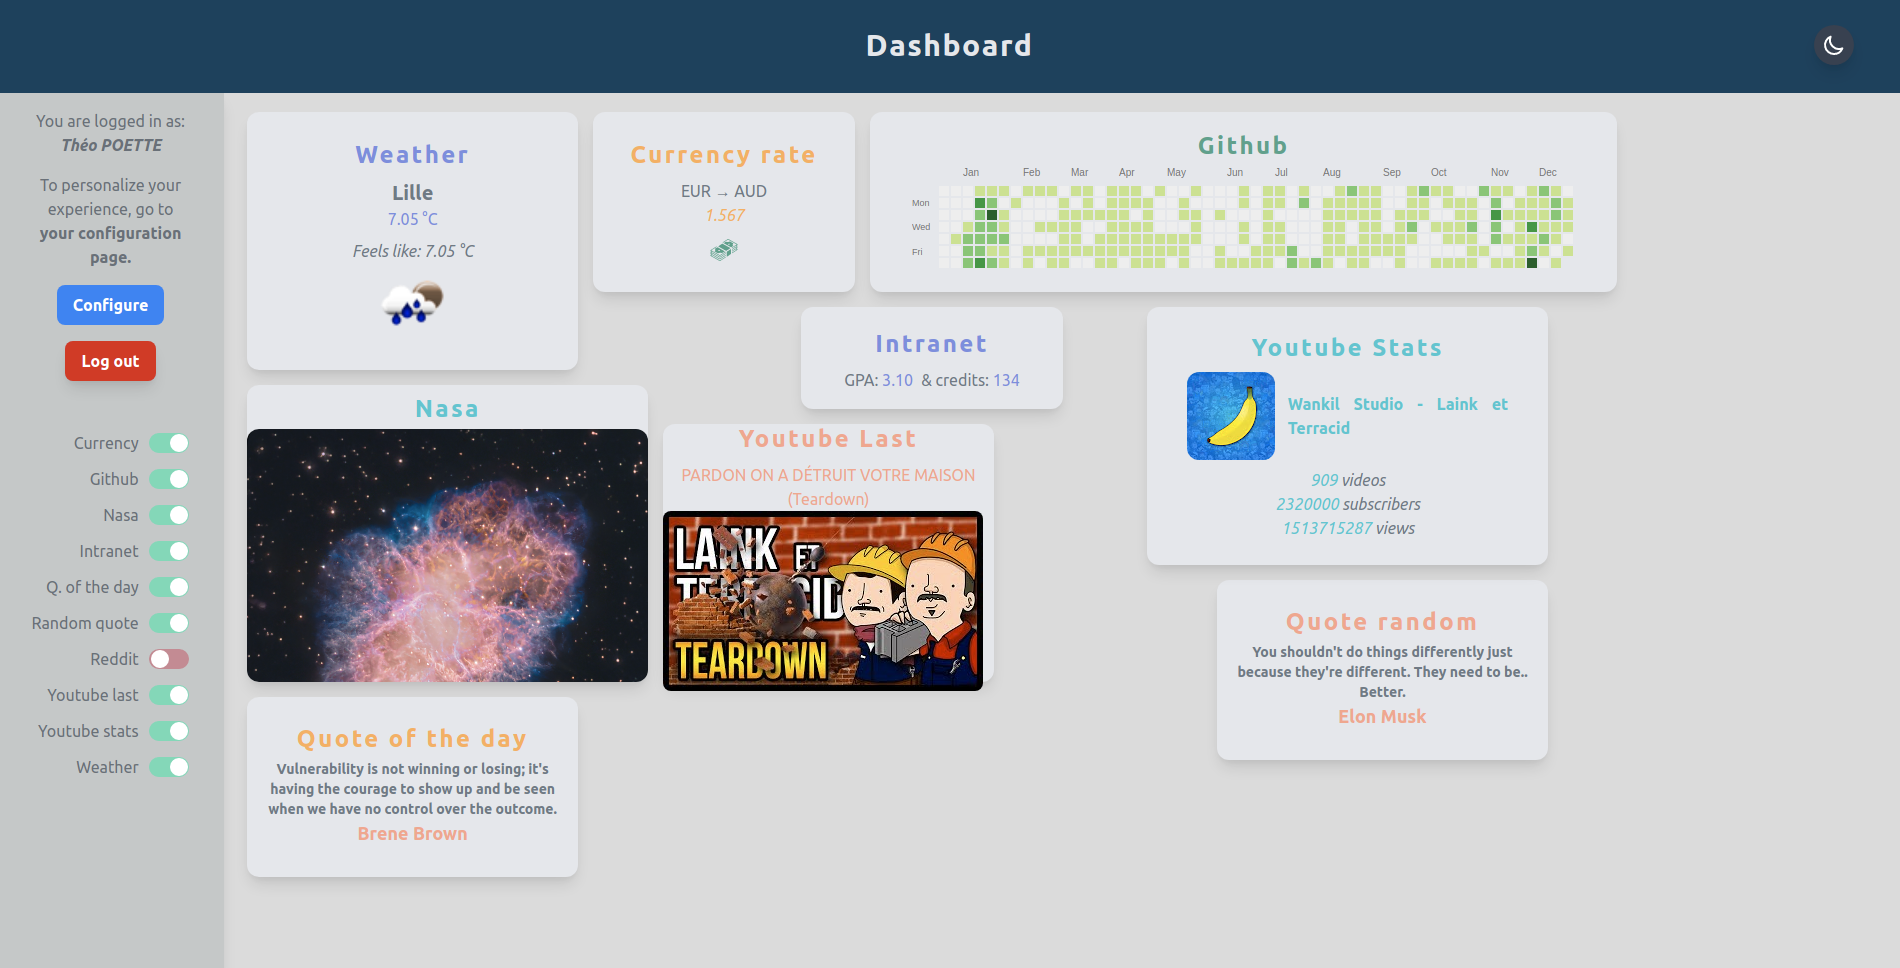 Dashboard
You are logged in as:
Théo POETTE
To personalize your
experience, go to
your configuration
page.
Configure
Log out
Currency
Github
Nasa
Intranet
Q. of the day
Random quote
Reddit
Youtube last
Youtube stats
Weather
Weather
Lille
7.05 °C
Feels like: 7.05 °C
Currency rate
EUR → AUD
1.567
Github
Jan Feb Mar Apr May Jun Jul Aug Sep Oct Nov Dec
Mon
Wed
Fri
Intranet
GPA: 3.10 & credits: 134
Youtube Stats
Wankil Studio - Laink et
Terracid
909 videos
2320000 subscribers
1513715287 views
Nasa
Youtube Last
PARDON ON A DÉTRUIT VOTRE MAISON
(Teardown)
LAINK ET
TEARDOWN
Quote random
You shouldn't do things differently just
because they're different. They need to be..
Better.
Elon Musk
Quote of the day
Vulnerability is not winning or losing; it's
having the courage to show up and be seen
when we have no control over the outcome.
Brene Brown